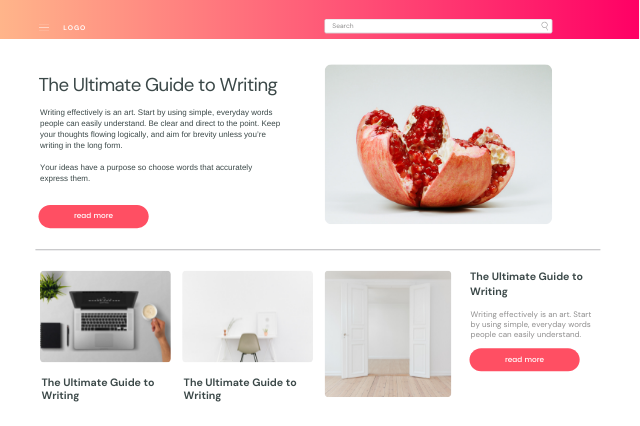 LOGO
Search
The Ultimate Guide to Writing
Writing effectively is an art. Start by using simple, everyday words
people can easily understand. Be clear and direct to the point. Keep
your thoughts flowing logically, and aim for brevity unless you're
writing in the long form.
Your ideas have a purpose so choose words that accurately
express them.
read more
The Ultimate Guide to
Writing
The Ultimate Guide to
Writing
The Ultimate Guide to
Writing
Writing effectively is an art. Start
by using simple, everyday words
people can easily understand.
read more